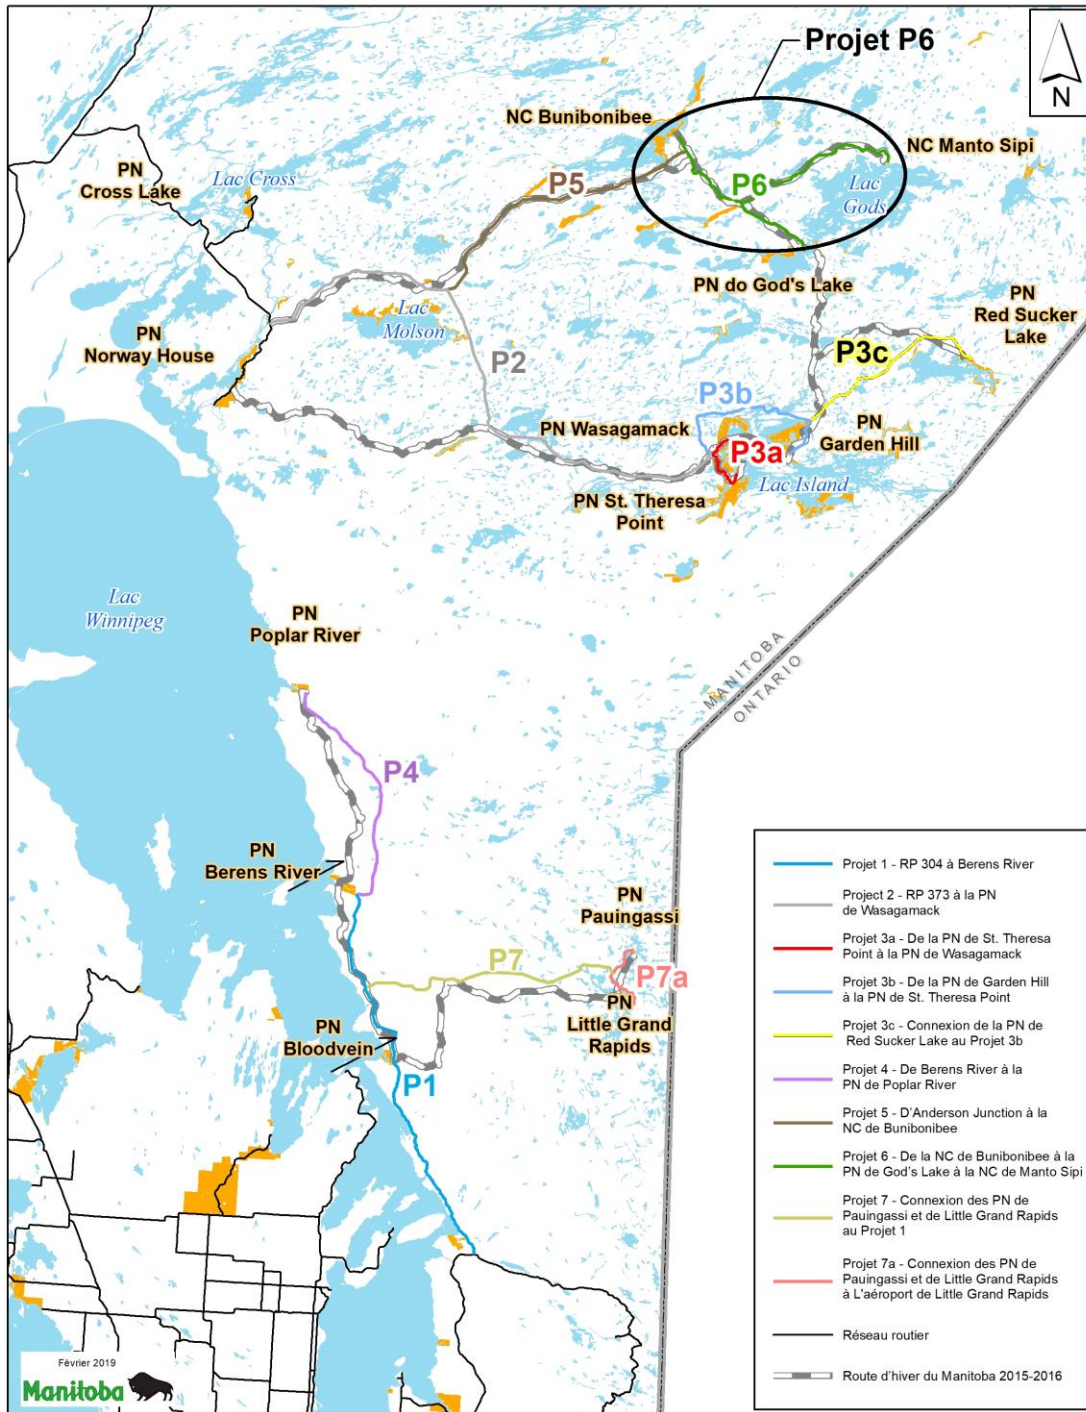 Projet P6
N
NC Bunibonibee
NC Manto Sipi
PN
Cross Lake
Lac Cross
P5
P6
Lac
Gods
PN do God's Lake
PN
Red Sucker
Lake
Lac
Molson
PN
Norway House
P2
P3c
P3b
PN Wasagamack
PN
Garden Hill
P3a
Lac Island
PN St. Theresa
Point
Lac
Winnipeg
PN
Poplar River
MANITOBA
ONTARIO
P4
PN
Berens River
PN
Pauingassi
P7
P7a
PN
Little Grand
Rapids
PN
Bloodvein
P1
Projet 1 - RP 304 à Berens River
Project 2 - RP 373 à la PN
de Wasagamack
Projet 3a - De la PN de St. Theresa
Point à la PN de Wasagamack
Projet 3b - De la PN de Garden Hill
à la PN de St. Theresa Point
Projet 3c - Connexion de la PN de
Red Sucker Lake au Projet 3b
Projet 4 - De Berens River à la
PN de Poplar River
Projet 5 - D'Anderson Junction à la
NC de Bunibonibee
Projet 6 - De la NC de Bunibonibee à la
PN de God's Lake à la NC de Manto Sipi
Projet 7 - Connexion des PN de
Pauingassi et de Little Grand Rapids
au Projet 1
Projet 7a - Connexion des PN de
Pauingassi et de Little Grand Rapids
à L'aéroport de Little Grand Rapids
Réseau routier
Route d'hiver du Manitoba 2015-2016
Février 2019
Manitoba